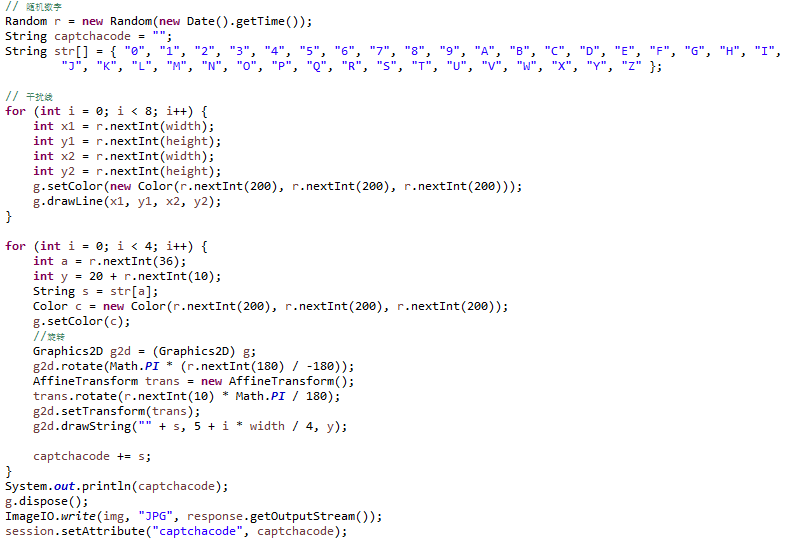 // 随机数字
Random r = new Random(new Date().getTime());
String captchacode = "";
String str[] = { "0", "1", "2", "3", "4", "5", "6", "7", "8", "9", "A", "B", "C", "D", "E", "F", "G", "H", "I",
"J", "K", "L", "M", "N", "O", "P", "Q", "R", "S", "T", "U", "V", "W", "X", "Y", "Z" };
// 干扰线
for (int i = 0; i < 8; i++) {
int x1 = r.nextInt(width);
int y1 = r.nextInt(height);
int x2 = r.nextInt(width);
int y2 = r.nextInt(height);
g.setColor(new Color(r.nextInt(200), r.nextInt(200), r.nextInt(200)));
g.drawLine(x1, y1, x2, y2);
}
for (int i = 0; i < 4; i++) {
int a = r.nextInt(36);
int y = 20 + r.nextInt(10);
String s = str[a];
Color c = new Color(r.nextInt(200), r.nextInt(200), r.nextInt(200));
g.setColor(c);
//旋转
Graphics2D g2d = (Graphics2D) g;
g2d.rotate(Math.PI * (r.nextInt(180) / -180));
AffineTransform trans = new AffineTransform();
trans.rotate(r.nextInt(10) * Math.PI / 180);
g2d.setTransform(trans);
g2d.drawString("" + s, 5 + i * width / 4, y);
captchacode += s;
}
System.out.println(captchacode);
g.dispose();
ImageIO.write(img, "JPG", response.getOutputStream());
session.setAttribute("captchacode", captchacode);